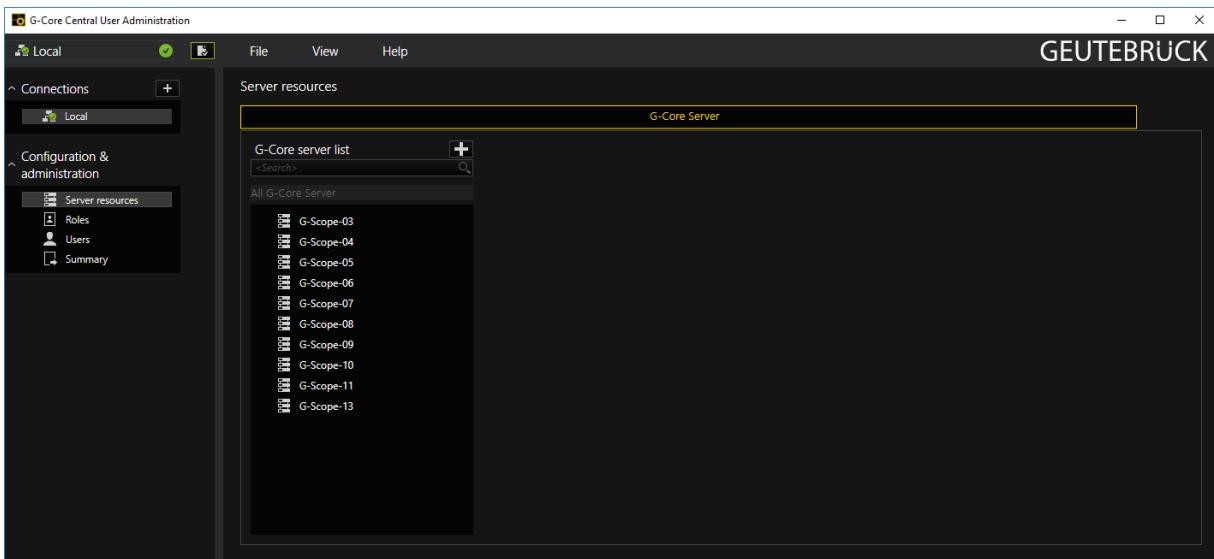 G-Core Central User Administration
Local
File View Help
GEUTEBRÜCK
Connections
Local
Configuration &
administration
Server resources
Roles
Users
Summary
Server resources
G-Core Server
G-Core server list
<Search>
All G-Core Server
G-Scope-03
G-Scope-04
G-Scope-05
G-Scope-06
G-Scope-07
G-Scope-08
G-Scope-09
G-Scope-10
G-Scope-11
G-Scope-13